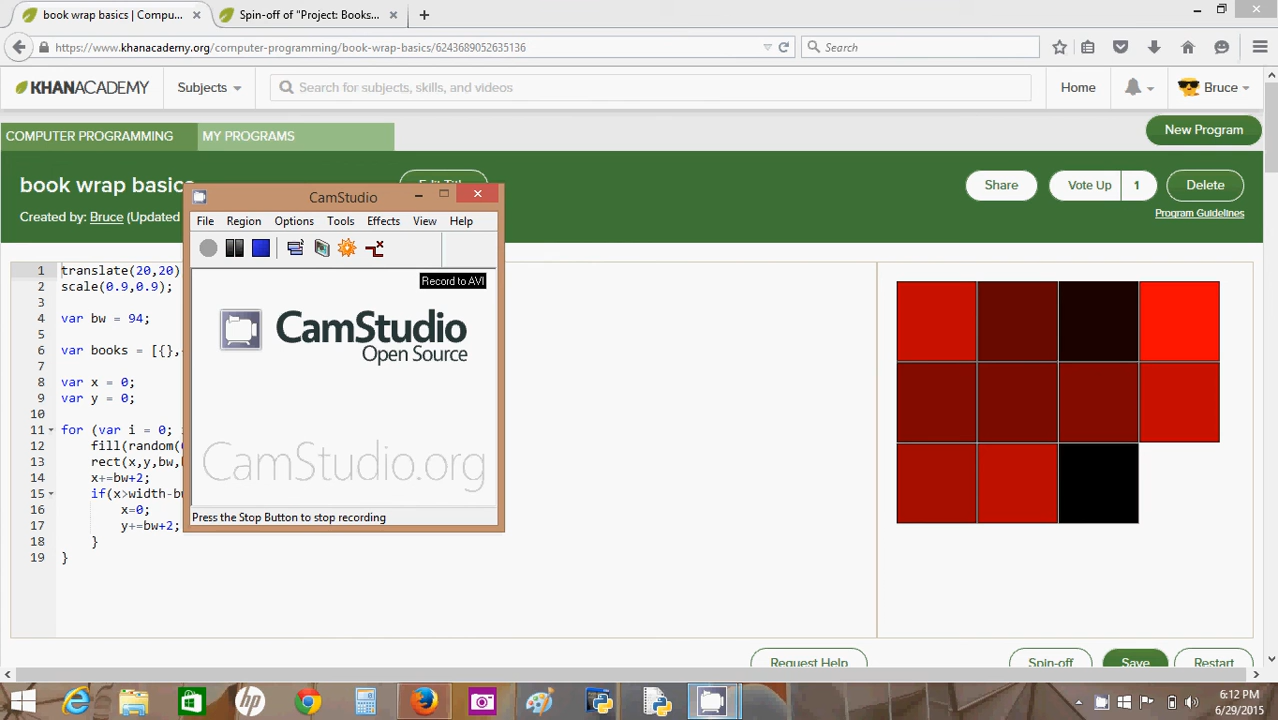 book wrap basics | Compu...
Spin-off of "Project: Books...
https://www.khanacademy.org/computer-programming/book-wrap-basics/6243689052635136
Search
KHANACADEMY
Subjects
Search for subjects, skills, and videos
Home
Bruce
COMPUTER PROGRAMMING
MY PROGRAMS
New Program
book wrap basics
Share
Vote Up
1
Delete
Created by: Bruce (Updated
Program Guidelines
CamStudio
File Region Options Tools Effects View Help
Record to AVI
CamStudio
Open Source
CamStudio.org
Press the Stop Button to stop recording
1 translate(20,20)
2 scale(0.9,0.9);
3
4 var bw = 94;
5
6 var books = [{},
7
8 var x = 0;
9 var y = 0;
10
11 for (var i = 0;
12 fill(random(
13 rect(x,y,bw,
14 x+=bw+2;
15 if(x>width-
16 x=0;
17 y+=bw+2;
18 }
19 }
Request Help
Spin-off
Save
Restart
hp
6:12 PM
6/29/2015